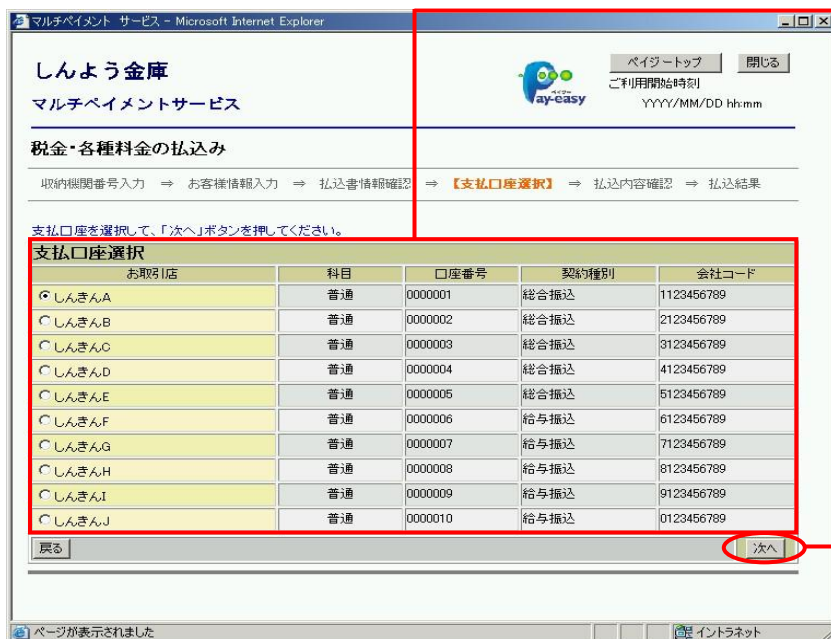 マルチペイメント サービス - Microsoft Internet Explorer
しんよう金庫
マルチペイメントサービス
ペイジー
Pay-easy
ペイジートップ 閉じる
ご利用開始時刻
YYYY/MM/DD hh:mm
税金・各種料金の払込み
収納機関番号入力 ⇒ お客様情報入力 ⇒ 払込書情報確認 ⇒ 【支払口座選択】 ⇒ 払込内容確認 ⇒ 払込結果
支払口座を選択して、「次へ」ボタンを押してください。
支払口座選択
お取引店 科目 口座番号 契約種別 会社コード
しんきんA 普通 0000001 総合振込 1123456789
しんきんB 普通 0000002 総合振込 2123456789
しんきんC 普通 0000003 総合振込 3123456789
しんきんD 普通 0000004 総合振込 4123456789
しんきんE 普通 0000005 総合振込 5123456789
しんきんF 普通 0000006 給与振込 6123456789
しんきんG 普通 0000007 給与振込 7123456789
しんきんH 普通 0000008 給与振込 8123456789
しんきんI 普通 0000009 給与振込 9123456789
しんきんJ 普通 0000010 給与振込 0123456789
戻る 次へ
ページが表示されました イントラネット